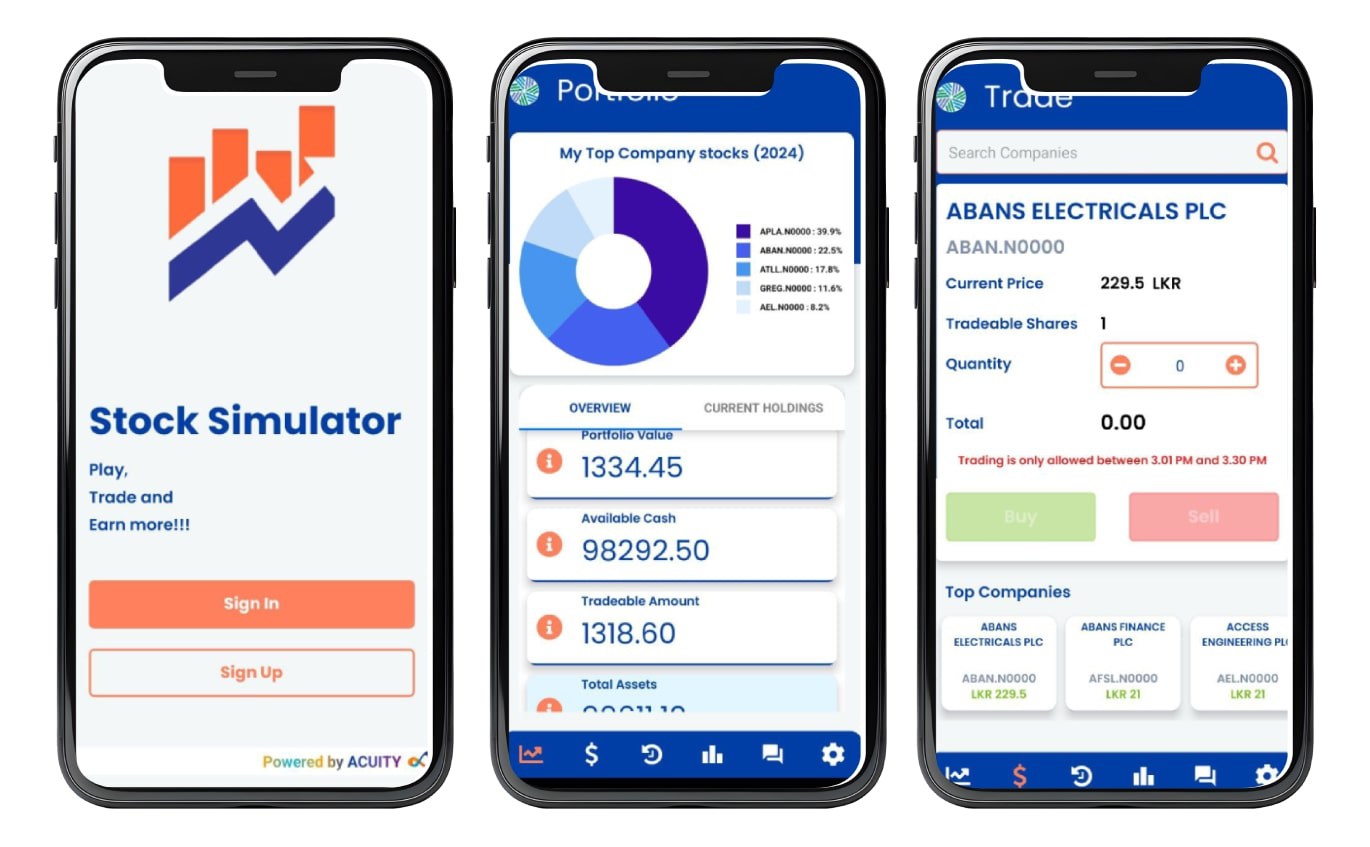 Stock Simulator
Play,
Trade and
Earn more!!!
Sign In
Sign Up
Powered by ACUITY
Portfolio
My Top Company stocks (2024)
APLA.N0000 : 39.9%
ABAN.N0000 : 22.5%
ATLL.N0000 : 17.8%
GREG.N0000 : 11.6%
AEL.N0000 : 8.2%
OVERVIEW CURRENT HOLDINGS
Portfolio Value
1334.45
Available Cash
98292.50
Tradeable Amount
1318.60
Total Assets
Trade
Search Companies
ABANS ELECTRICALS PLC
ABAN.N0000
Current Price 229.5 LKR
Tradeable Shares 1
Quantity 0
Total 0.00
Trading is only allowed between 3.01 PM and 3.30 PM
Buy Sell
Top Companies
ABANS
ELECTRICALS PLC
ABAN.N0000
LKR 229.5
ABANS FINANCE
PLC
AFSL.N0000
LKR 21
ACCESS
ENGINEERING PL
AEL.N0000
LKR 21